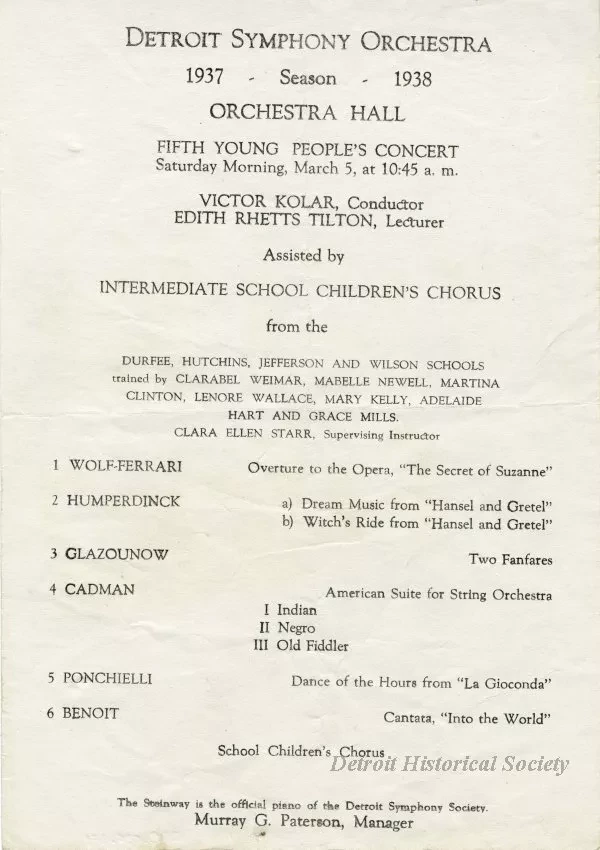 DETROIT SYMPHONY ORCHESTRA
1937 - Season - 1938
ORCHESTRA HALL
FIFTH YOUNG PEOPLE'S CONCERT
Saturday Morning, March 5, at 10:45 a. m.
VICTOR KOLAR, Conductor
EDITH RHETTS TILTON, Lecturer
Assisted by
INTERMEDIATE SCHOOL CHILDREN'S CHORUS
from the
DURFEE, HUTCHINS, JEFFERSON AND WILSON SCHOOLS
trained by CLARABEL WEIMAR, MABELLE NEWELL, MARTINA
CLINTON, LENORE WALLACE, MARY KELLY, ADELAIDE
HART AND GRACE MILLS.
CLARA ELLEN STARR, Supervising Instructor
1 WOLF-FERRARI Overture to the Opera, "The Secret of Suzanne"
2 HUMPERDINCK a) Dream Music from "Hansel and Gretel"
b) Witch's Ride from "Hansel and Gretel"
3 GLAZOUNOW Two Fanfares
4 CADMAN American Suite for String Orchestra
I Indian
II Negro
III Old Fiddler
5 PONCHIELLI Dance of the Hours from "La Gioconda"
6 BENOIT Cantata, "Into the World"
School Children's Chorus
Detroit Historical Society
The Steinway is the official piano of the Detroit Symphony Society.
Murray G. Paterson, Manager